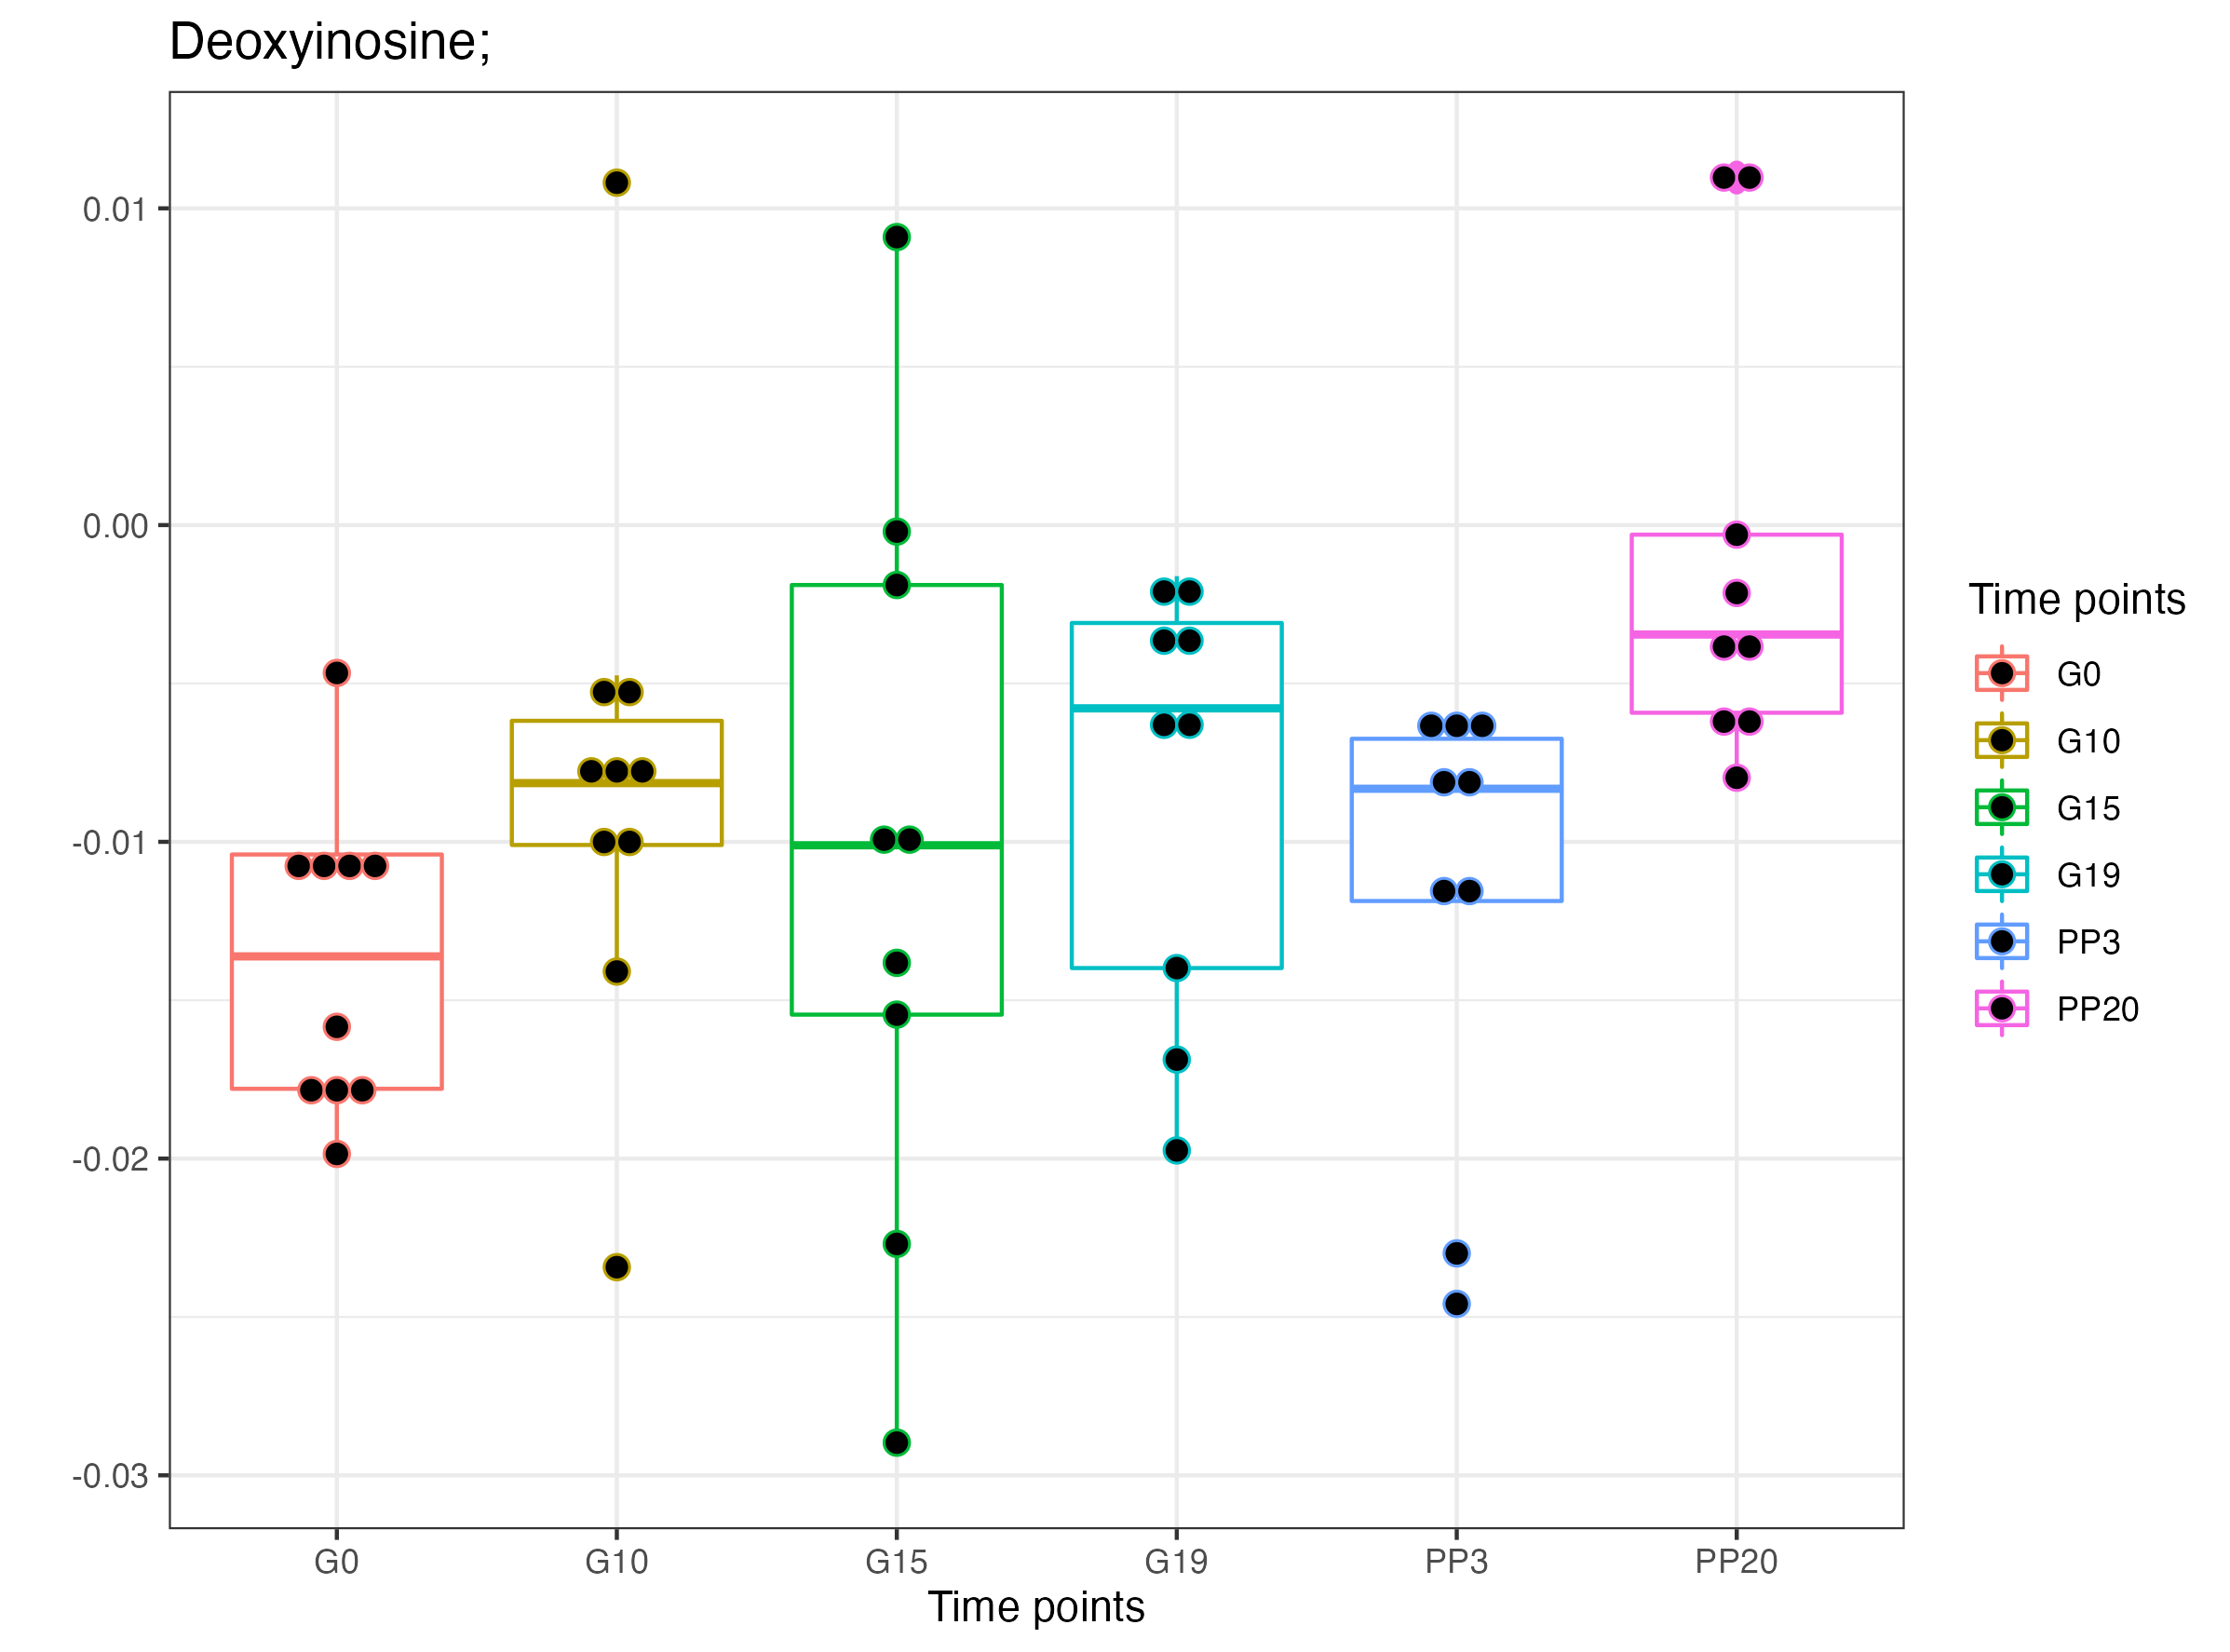 Deoxyinosine;
0.01
0.00
-0.01
-0.02
-0.03
G0 G10 G15 G19 PP3 PP20
Time points
Time points
G0
G10
G15
G19
PP3
PP20